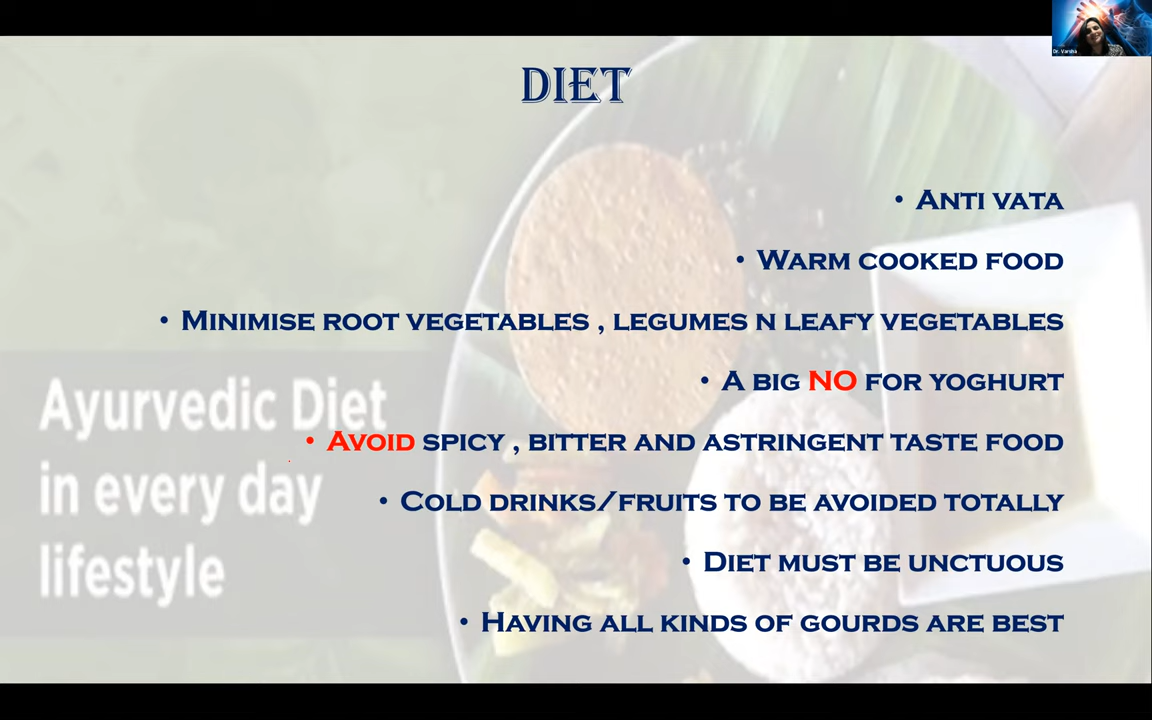 Dr. Varsha
DIET
• ANTI VATA
• WARM COOKED FOOD
• MINIMISE ROOT VEGETABLES , LEGUMES N LEAFY VEGETABLES
• A BIG NO FOR YOGHURT
• AVOID SPICY , BITTER AND ASTRINGENT TASTE FOOD
• COLD DRINKS/FRUITS TO BE AVOIDED TOTALLY
• DIET MUST BE UNCTUOUS
• HAVING ALL KINDS OF GOURDS ARE BEST
Ayurvedic Diet
in every day
lifestyle